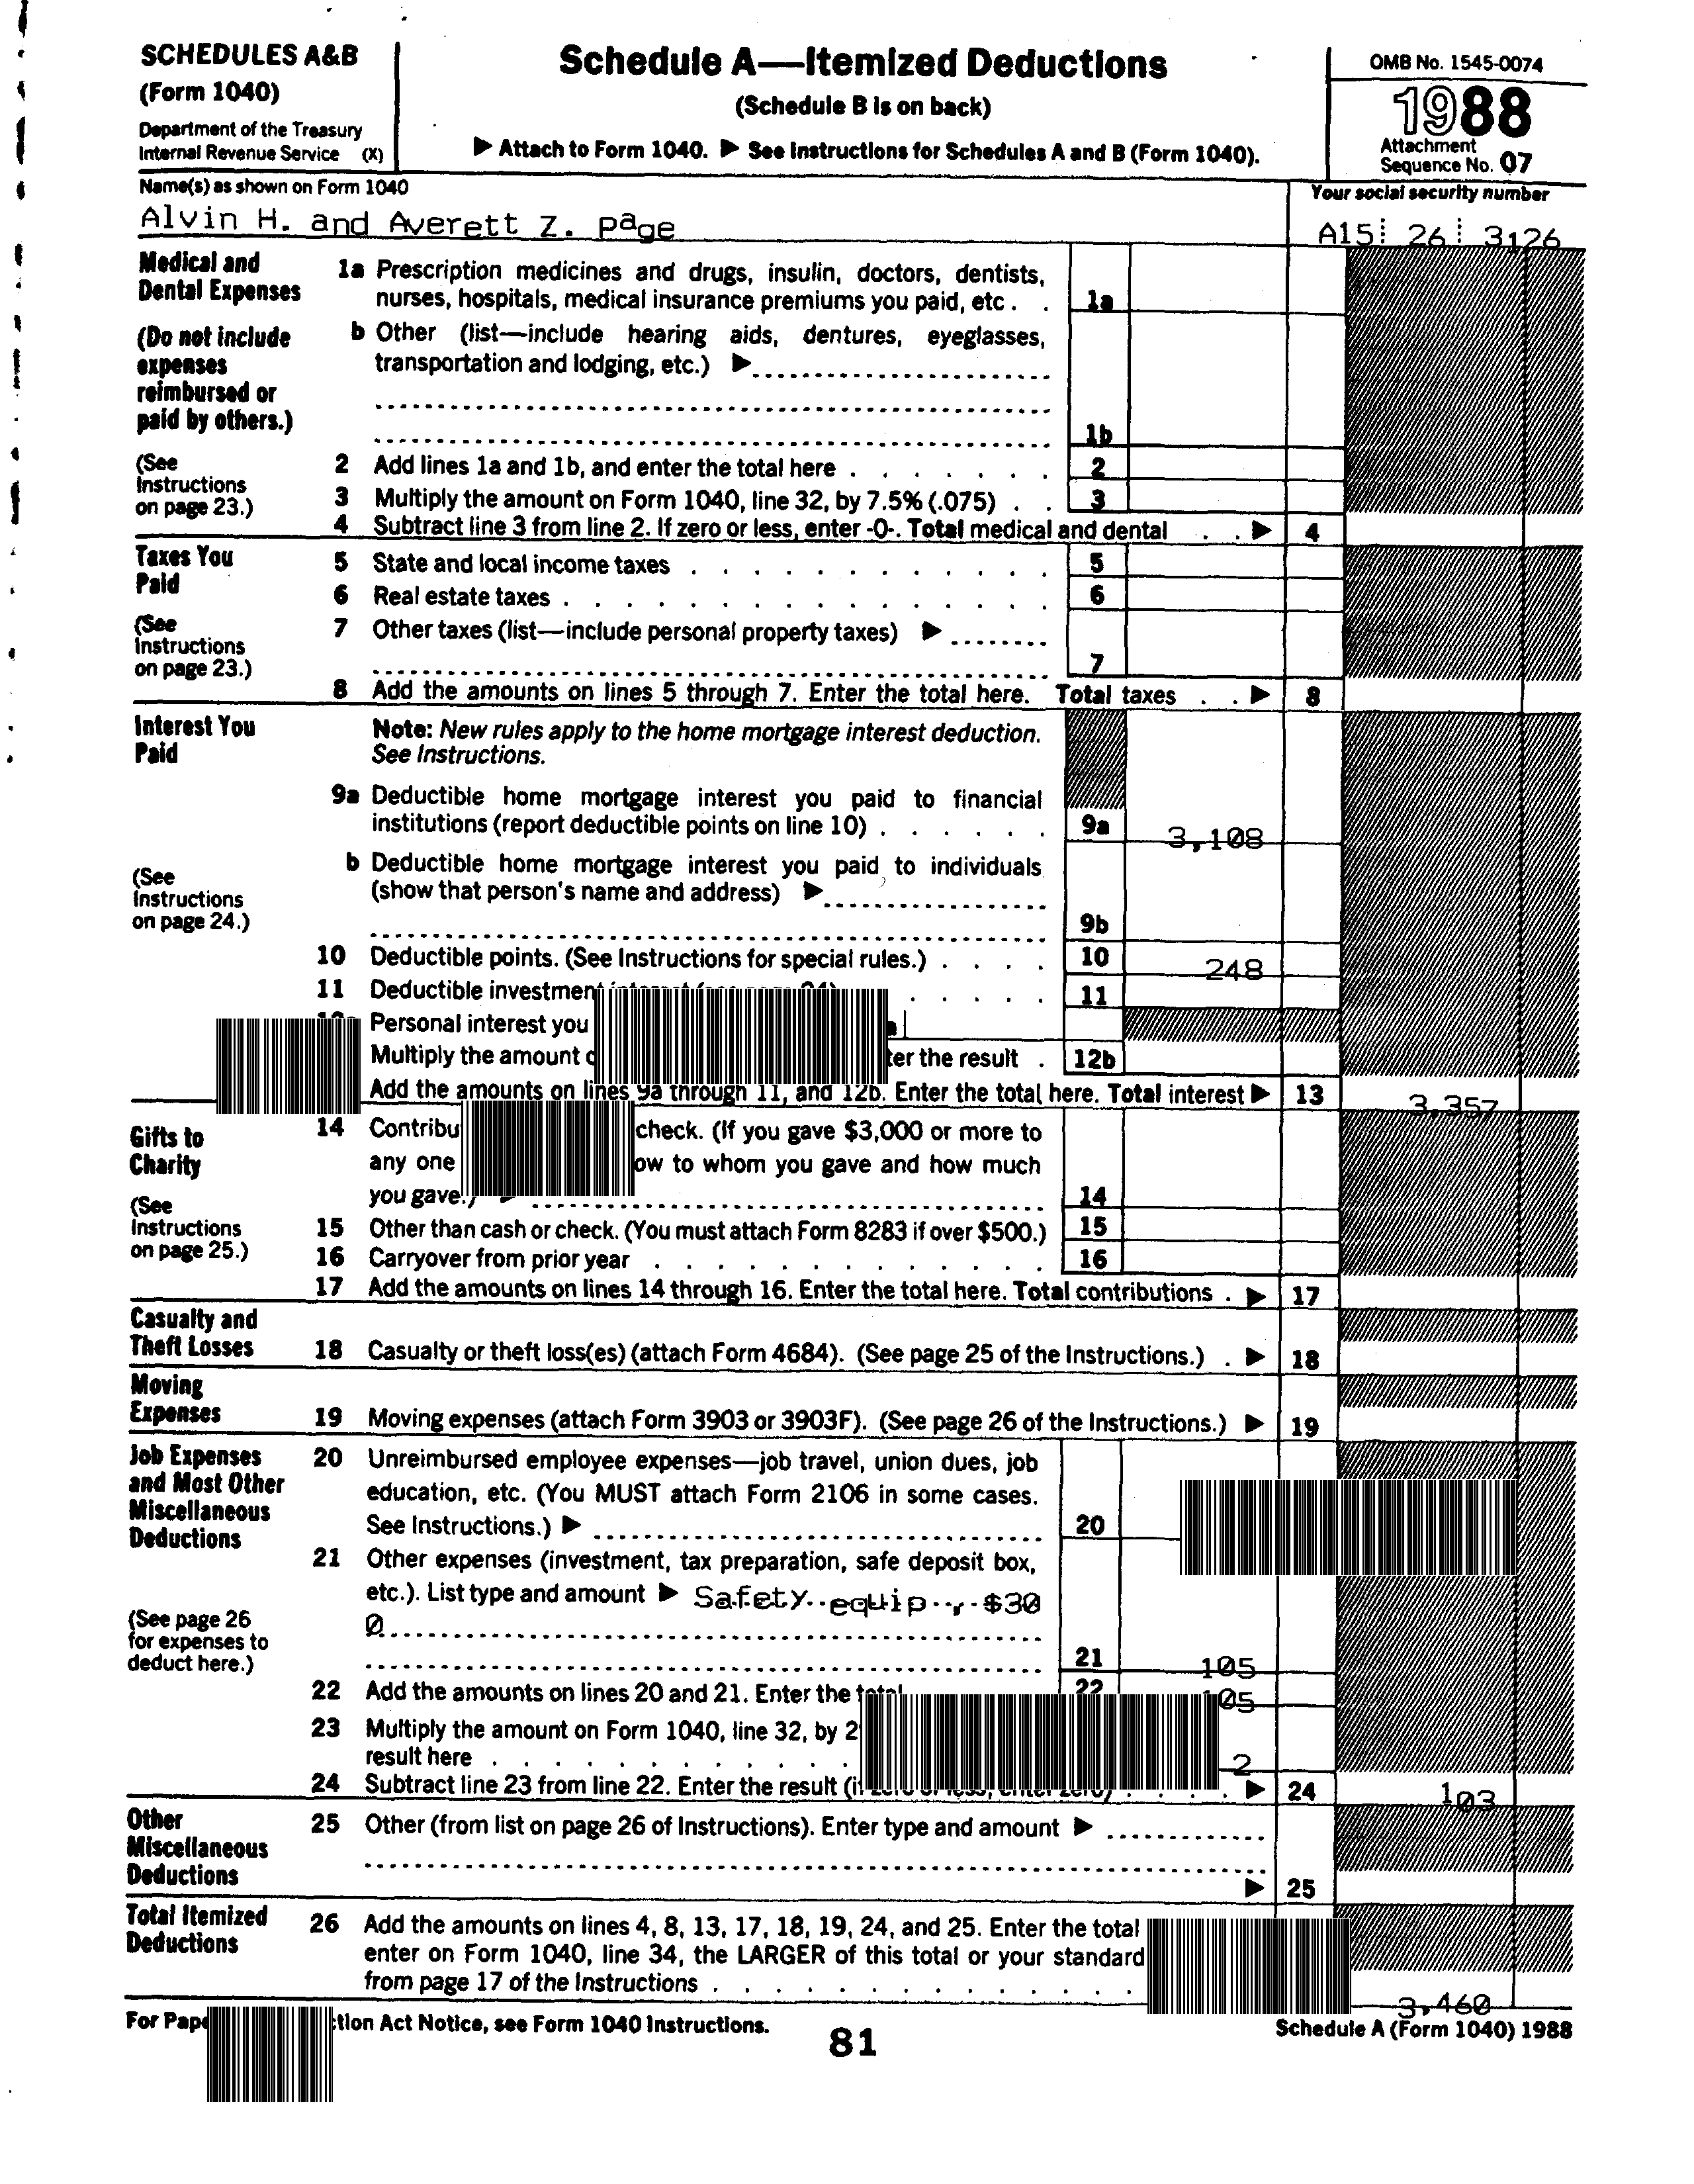 SCHEDULES A&B
(Form 1040)
Department of the Treasury
Internal Revenue Service (X)
Schedule A—Itemized Deductions
(Schedule B is on back)
▶ Attach to Form 1040. ▶ See Instructions for Schedules A and B (Form 1040).
OMB No. 1545-0074
1988
Attachment
Sequence No. 07
Name(s) as shown on Form 1040
Alvin H. and Averett Z. Page
Your social security number
A15 26 3126
Medical and
Dental Expenses
(Do not include
expenses
reimbursed or
paid by others.)
(See
Instructions
on page 23.)
1a Prescription medicines and drugs, insulin, doctors, dentists,
nurses, hospitals, medical insurance premiums you paid, etc . . 1a
b Other (list—include hearing aids, dentures, eyeglasses,
transportation and lodging, etc.) ▶
1b
2 Add lines 1a and 1b, and enter the total here . . . . . . . 2
3 Multiply the amount on Form 1040, line 32, by 7.5% (.075) . . 3
4 Subtract line 3 from line 2. If zero or less, enter -0-. Total medical and dental . . ▶ 4
Taxes You
Paid
(See
Instructions
on page 23.)
5 State and local income taxes . . . . . . . . . . . . 5
6 Real estate taxes . . . . . . . . . . . . . . . . 6
7 Other taxes (list—include personal property taxes) ▶
7
8 Add the amounts on lines 5 through 7. Enter the total here. Total taxes . . ▶ 8
Interest You
Paid
(See
Instructions
on page 24.)
Note: New rules apply to the home mortgage interest deduction.
See Instructions.
9a Deductible home mortgage interest you paid to financial
institutions (report deductible points on line 10) . . . . . . 9a 3,108
b Deductible home mortgage interest you paid to individuals
(show that person's name and address) ▶
9b
10 Deductible points. (See Instructions for special rules.) . . . . 10 248
11 Deductible . . . . . 11
Personal interest you
Multiply the amount the result . 12b
Add the amounts on lines 9a through 11, and 12b. Enter the total here. Total interest ▶ 13 3,357
Gifts to
Charity
(See
Instructions
on page 25.)
14 check. (If you gave $3,000 or more to
any one to whom you gave and how much
you gave.) ▶ 14
15 Other than cash or check. (You must attach Form 8283 if over $500.) 15
16 Carryover from prior year . . . . . . . . . . . . . 16
17 Add the amounts on lines 14 through 16. Enter the total here. Total contributions . ▶ 17
Casualty and
Theft Losses
18 Casualty or theft loss(es) (attach Form 4684). (See page 25 of the Instructions.) . ▶ 18
Moving
Expenses
19 Moving expenses (attach Form 3903 or 3903F). (See page 26 of the Instructions.) ▶ 19
Job Expenses
and Most Other
Miscellaneous
Deductions
(See page 26
for expenses to
deduct here.)
20 Unreimbursed employee expenses—job travel, union dues, job
education, etc. (You MUST attach Form 2106 in some cases.
See Instructions.) ▶ 20
21 Other expenses (investment, tax preparation, safe deposit box,
etc.). List type and amount ▶ Safety equip., $30
0
21 105
22 Add the amounts on lines 20 and 21. Enter the total 22 105
23 Multiply the amount on Form 1040, line 32, by
result here . . . . . . . . . . 2
24 Subtract line 23 from line 22. Enter the result (if zero or less, enter zero) . . . . ▶ 24 103
Other
Miscellaneous
Deductions
25 Other (from list on page 26 of Instructions). Enter type and amount ▶
▶ 25
Total Itemized
Deductions
26 Add the amounts on lines 4, 8, 13, 17, 18, 19, 24, and 25. Enter the total
enter on Form 1040, line 34, the LARGER of this total or your standard
from page 17 of the Instructions . . . . . . . . . . . .
3,460
For Act Notice, see Form 1040 Instructions.
81
Schedule A (Form 1040) 1988